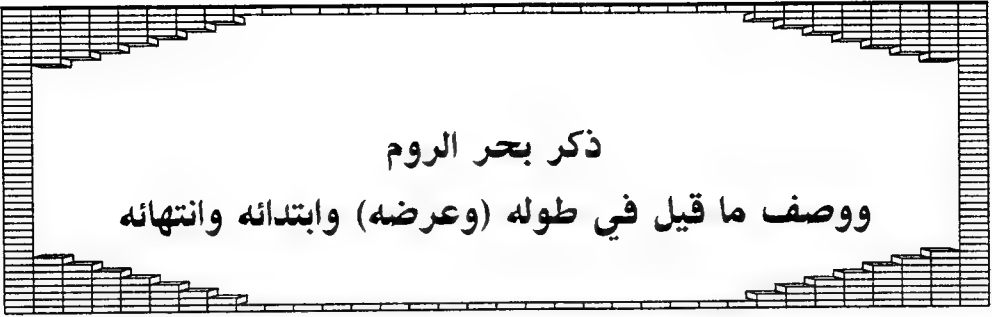 ذكر بحر الروم
ووصف ما قيل في طوله (وعرضه) وابتدائه وانتهائه